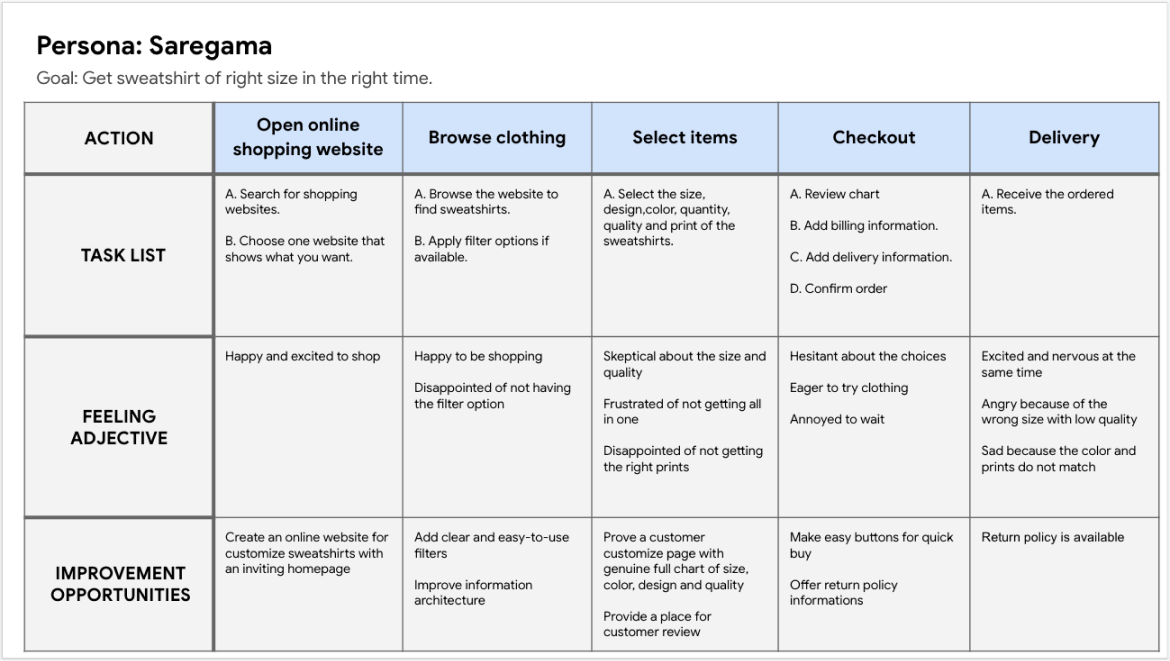 Persona: Saregama
Goal: Get sweatshirt of right size in the right time.
ACTION
Open online
shopping website
Browse clothing
Select items
Checkout
Delivery
TASK LIST
A. Search for shopping
websites.
B. Choose one website that
shows what you want.
A. Browse the website to
find sweatshirts.
B. Apply filter options if
available.
A. Select the size,
design,color, quantity,
quality and print of the
sweatshirts.
A. Review chart
B. Add billing information.
C. Add delivery information.
D. Confirm order
A. Receive the ordered
items.
FEELING
ADJECTIVE
Happy and excited to shop
Happy to be shopping
Disappointed of not having
the filter option
Skeptical about the size and
quality
Frustrated of not getting all
in one
Disappointed of not getting
the right prints
Hesitant about the choices
Eager to try clothing
Annoyed to wait
Excited and nervous at the
same time
Angry because of the
wrong size with low quality
Sad because the color and
prints do not match
IMPROVEMENT
OPPORTUNITIES
Create an online website for
customize sweatshirts with
an inviting homepage
Add clear and easy-to-use
filters
Improve information
architecture
Prove a customer
customize page with
genuine full chart of size,
color, design and quality
Provide a place for
customer review
Make easy buttons for quick
buy
Offer return policy
informations
Return policy is available